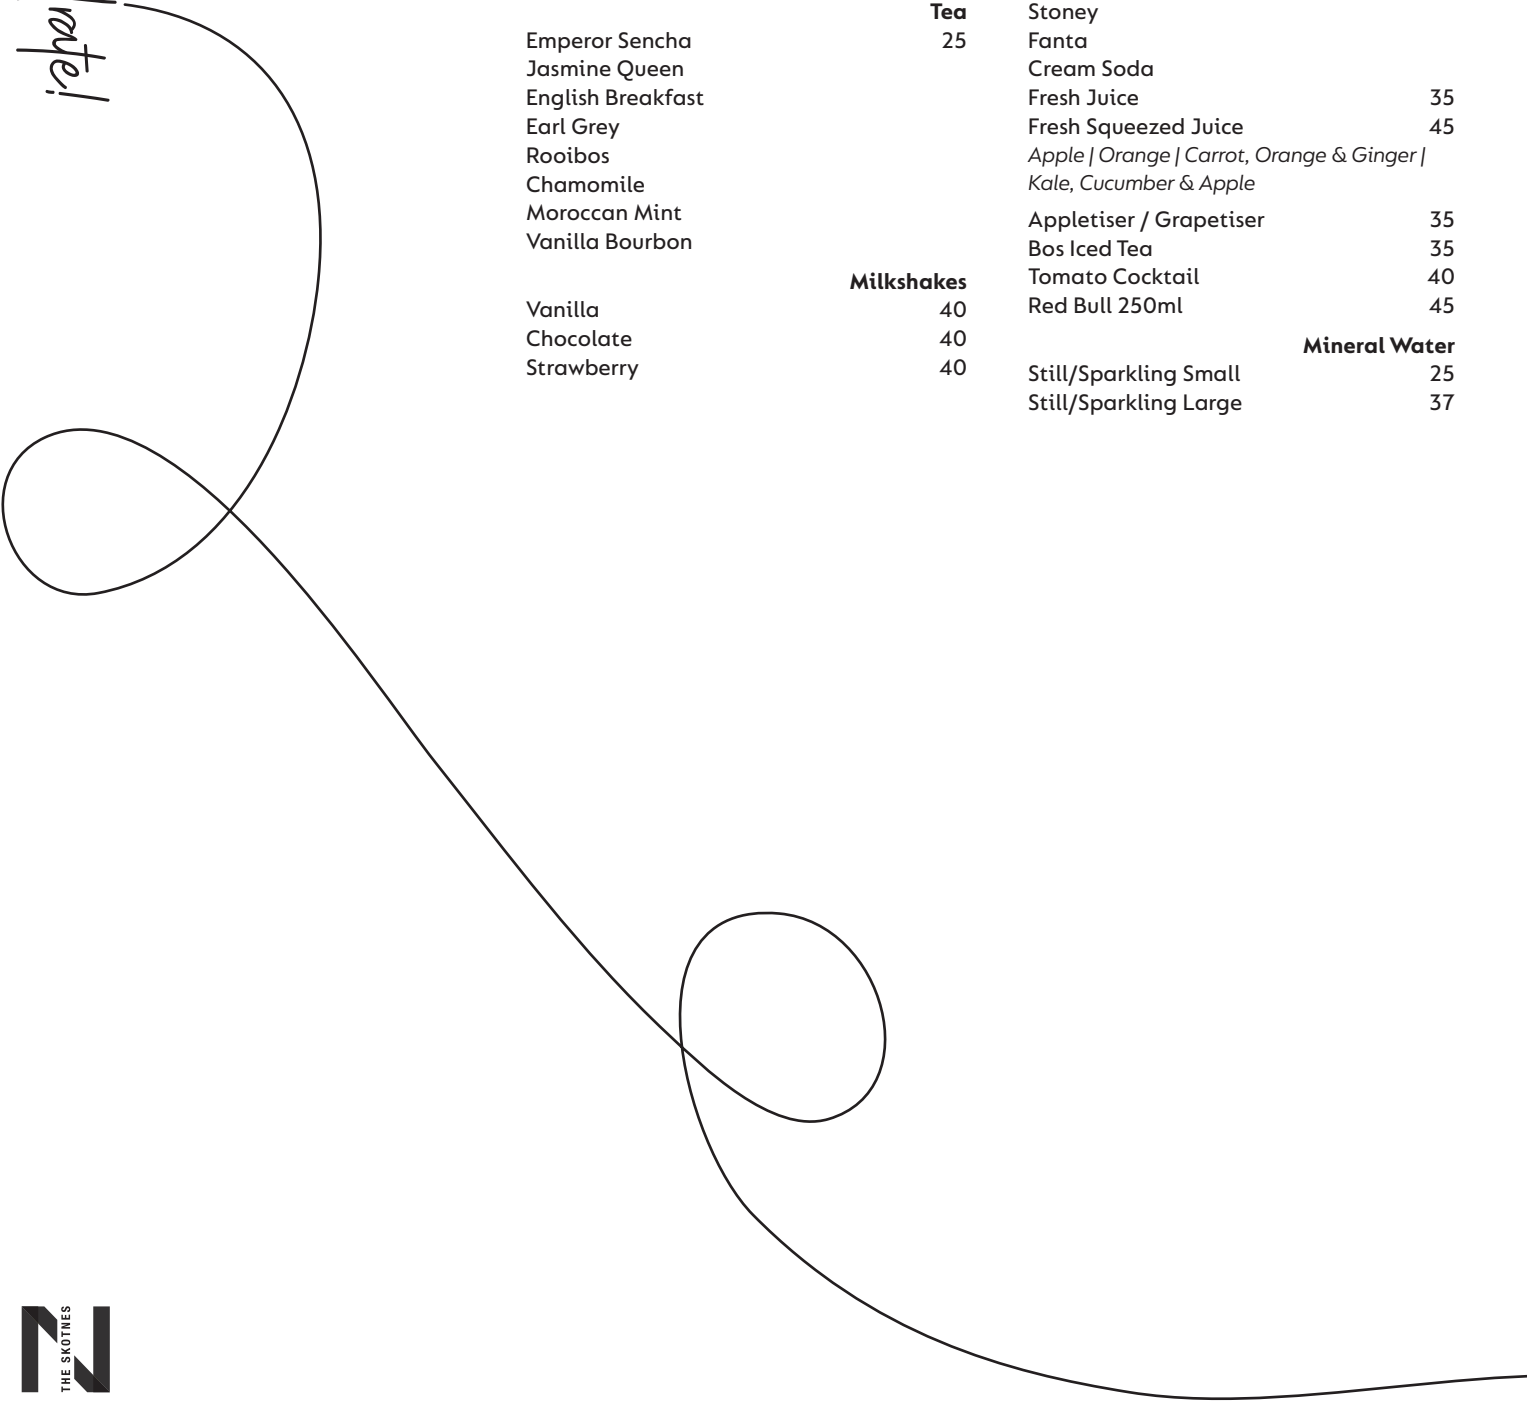 rate!
Tea
Emperor Sencha 25
Jasmine Queen
English Breakfast
Earl Grey
Rooibos
Chamomile
Moroccan Mint
Vanilla Bourbon
Milkshakes
Vanilla 40
Chocolate 40
Strawberry 40
Stoney
Fanta
Cream Soda
Fresh Juice 35
Fresh Squeezed Juice 45
Apple | Orange | Carrot, Orange & Ginger |
Kale, Cucumber & Apple
Appletiser / Grapetiser 35
Bos Iced Tea 35
Tomato Cocktail 40
Red Bull 250ml 45
Mineral Water
Still/Sparkling Small 25
Still/Sparkling Large 37
THE SKOTNES